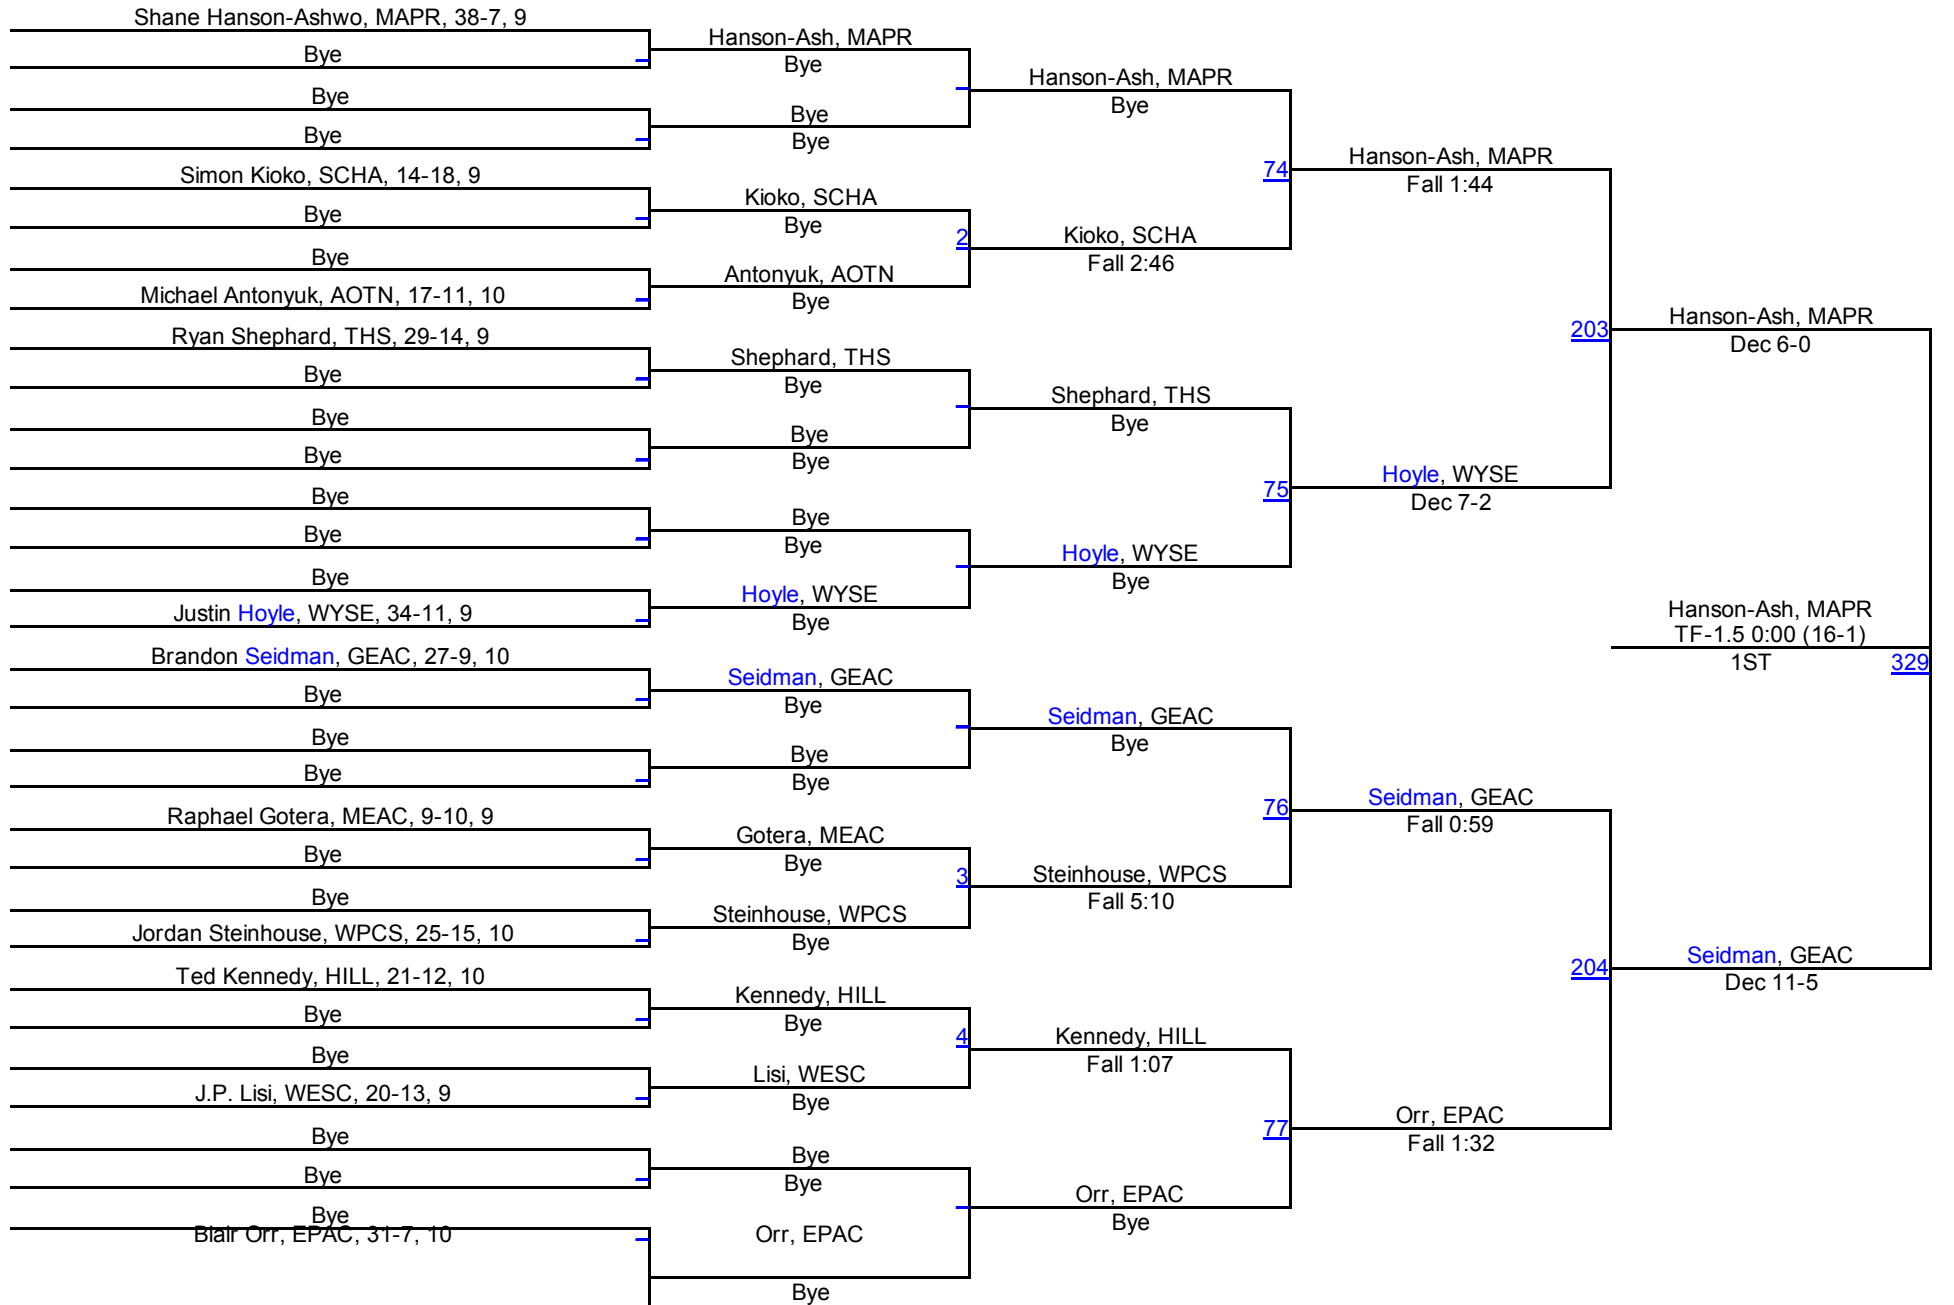 Shane Hanson-Ashwo, MAPR, 38-7, 9
Bye
Bye
Bye
Simon Kioko, SCHA, 14-18, 9
Bye
Bye
Michael Antonyuk, AOTN, 17-11, 10
Ryan Shephard, THS, 29-14, 9
Bye
Bye
Bye
Bye
Bye
Bye
Justin Hoyle, WYSE, 34-11, 9
Brandon Seidman, GEAC, 27-9, 10
Bye
Bye
Bye
Raphael Gotera, MEAC, 9-10, 9
Bye
Bye
Jordan Steinhouse, WPCS, 25-15, 10
Ted Kennedy, HILL, 21-12, 10
Bye
Bye
J.P. Lisi, WESC, 20-13, 9
Bye
Bye
Bye
Blair Orr, EPAC, 31-7, 10
Hanson-Ash, MAPR
Bye
Bye
Bye
Kioko, SCHA
Bye
2
Antonyuk, AOTN
Bye
Shephard, THS
Bye
Bye
Bye
Bye
Bye
Hoyle, WYSE
Bye
Seidman, GEAC
Bye
Bye
Bye
Gotera, MEAC
Bye
3
Steinhouse, WPCS
Bye
Kennedy, HILL
Bye
4
Lisi, WESC
Bye
Bye
Bye
Orr, EPAC
Bye
Hanson-Ash, MAPR
Bye
74
Kioko, SCHA
Fall 2:46
Shephard, THS
Bye
75
Hoyle, WYSE
Bye
Seidman, GEAC
Bye
76
Steinhouse, WPCS
Fall 5:10
Kennedy, HILL
Fall 1:07
77
Orr, EPAC
Bye
Hanson-Ash, MAPR
Fall 1:44
203
Hoyle, WYSE
Dec 7-2
Seidman, GEAC
Fall 0:59
204
Orr, EPAC
Fall 1:32
Hanson-Ash, MAPR
Dec 6-0
Hanson-Ash, MAPR
TF-1.5 0:00 (16-1)
1ST
329
Seidman, GEAC
Dec 11-5